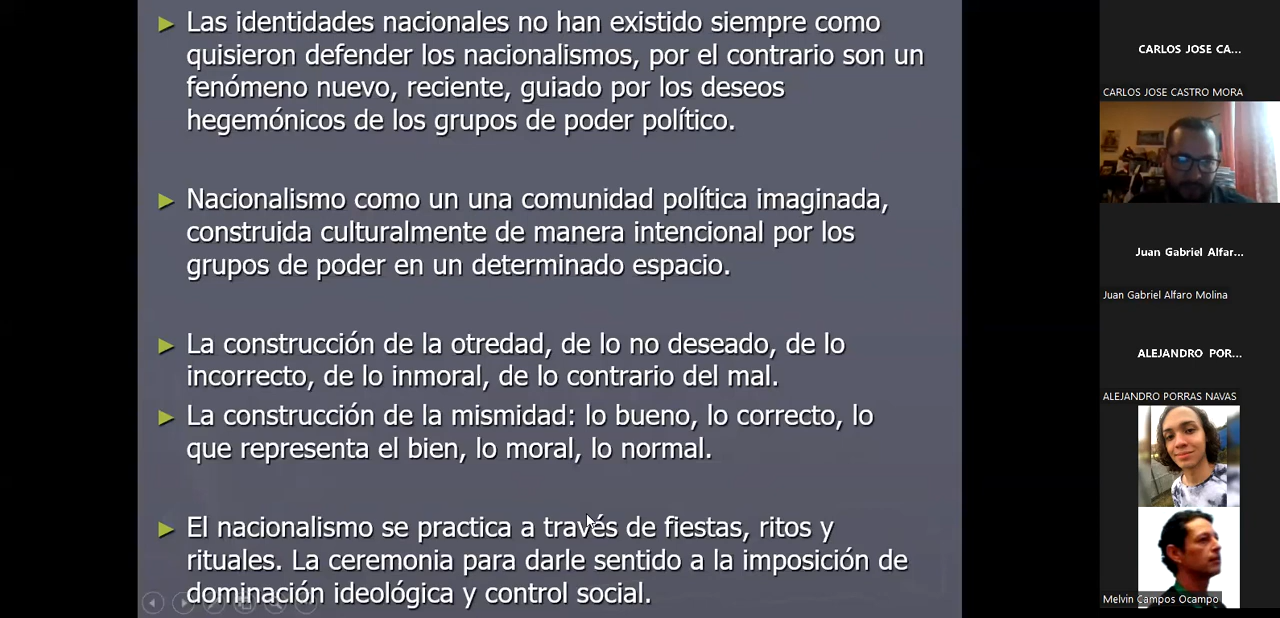 ► Las identidades nacionales no han existido siempre como
quisieron defender los nacionalismos, por el contrario son un
fenómeno nuevo, reciente, guiado por los deseos
hegemónicos de los grupos de poder político.
► Nacionalismo como un una comunidad política imaginada,
construida culturalmente de manera intencional por los
grupos de poder en un determinado espacio.
► La construcción de la otredad, de lo no deseado, de lo
incorrecto, de lo inmoral, de lo contrario del mal.
► La construcción de la mismidad: lo bueno, lo correcto, lo
que representa el bien, lo moral, lo normal.
► El nacionalismo se practica a través de fiestas, ritos y
rituales. La ceremonia para darle sentido a la imposición de
dominación ideológica y control social.
CARLOS JOSE CA...
CARLOS JOSE CASTRO MORA
Juan Gabriel Alfar...
Juan Gabriel Alfaro Molina
ALEJANDRO POR...
ALEJANDRO PORRAS NAVAS
Melvin Campos Ocampo